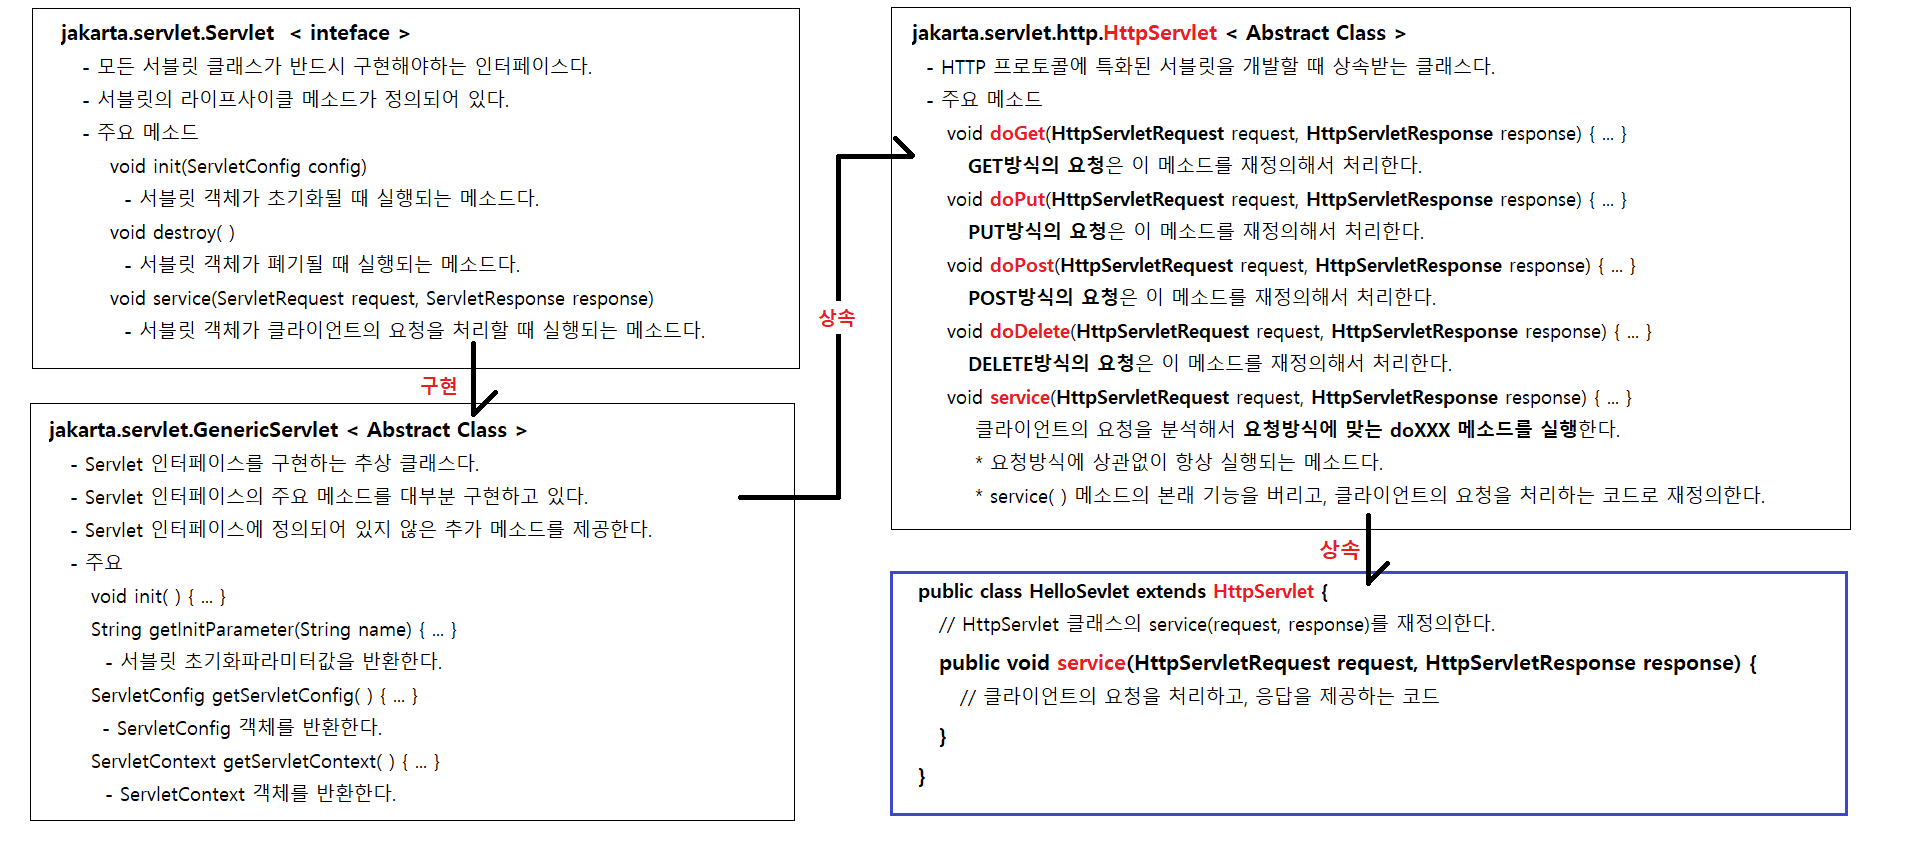 jakarta.servlet.Servlet < inteface >
- 모든 서블릿 클래스가 반드시 구현해야하는 인터페이스다.
- 서블릿의 라이프사이클 메소드가 정의되어 있다.
- 주요 메소드
void init(ServletConfig config)
- 서블릿 객체가 초기화될 때 실행되는 메소드다.
void destroy( )
- 서블릿 객체가 폐기될 때 실행되는 메소드다.
void service(ServletRequest request, ServletResponse response)
- 서블릿 객체가 클라이언트의 요청을 처리할 때 실행되는 메소드다.
구현
jakarta.servlet.GenericServlet < Abstract Class >
- Servlet 인터페이스를 구현하는 추상 클래스다.
- Servlet 인터페이스의 주요 메소드를 대부분 구현하고 있다.
- Servlet 인터페이스에 정의되어 있지 않은 추가 메소드를 제공한다.
- 주요
void init( ) { ... }
String getInitParameter(String name) { ... }
- 서블릿 초기화파라미터값을 반환한다.
ServletConfig getServletConfig( ) { ... }
- ServletConfig 객체를 반환한다.
ServletContext getServletContext( ) { ... }
- ServletContext 객체를 반환한다.
상속
jakarta.servlet.http.HttpServlet < Abstract Class >
- HTTP 프로토콜에 특화된 서블릿을 개발할 때 상속받는 클래스다.
- 주요 메소드
void doGet(HttpServletRequest request, HttpServletResponse response) { ... }
GET방식의 요청은 이 메소드를 재정의해서 처리한다.
void doPut(HttpServletRequest request, HttpServletResponse response) { ... }
PUT방식의 요청은 이 메소드를 재정의해서 처리한다.
void doPost(HttpServletRequest request, HttpServletResponse response) { ... }
POST방식의 요청은 이 메소드를 재정의해서 처리한다.
void doDelete(HttpServletRequest request, HttpServletResponse response) { ... }
DELETE방식의 요청은 이 메소드를 재정의해서 처리한다.
void service(HttpServletRequest request, HttpServletResponse response) { ... }
클라이언트의 요청을 분석해서 요청방식에 맞는 doXXX 메소드를 실행한다.
* 요청방식에 상관없이 항상 실행되는 메소드다.
* service( ) 메소드의 본래 기능을 버리고, 클라이언트의 요청을 처리하는 코드로 재정의한다.
상속
public class HelloSevlet extends HttpServlet {
// HttpServlet 클래스의 service(request, response)를 재정의한다.
public void service(HttpServletRequest request, HttpServletResponse response) {
// 클라이언트의 요청을 처리하고, 응답을 제공하는 코드
}
}